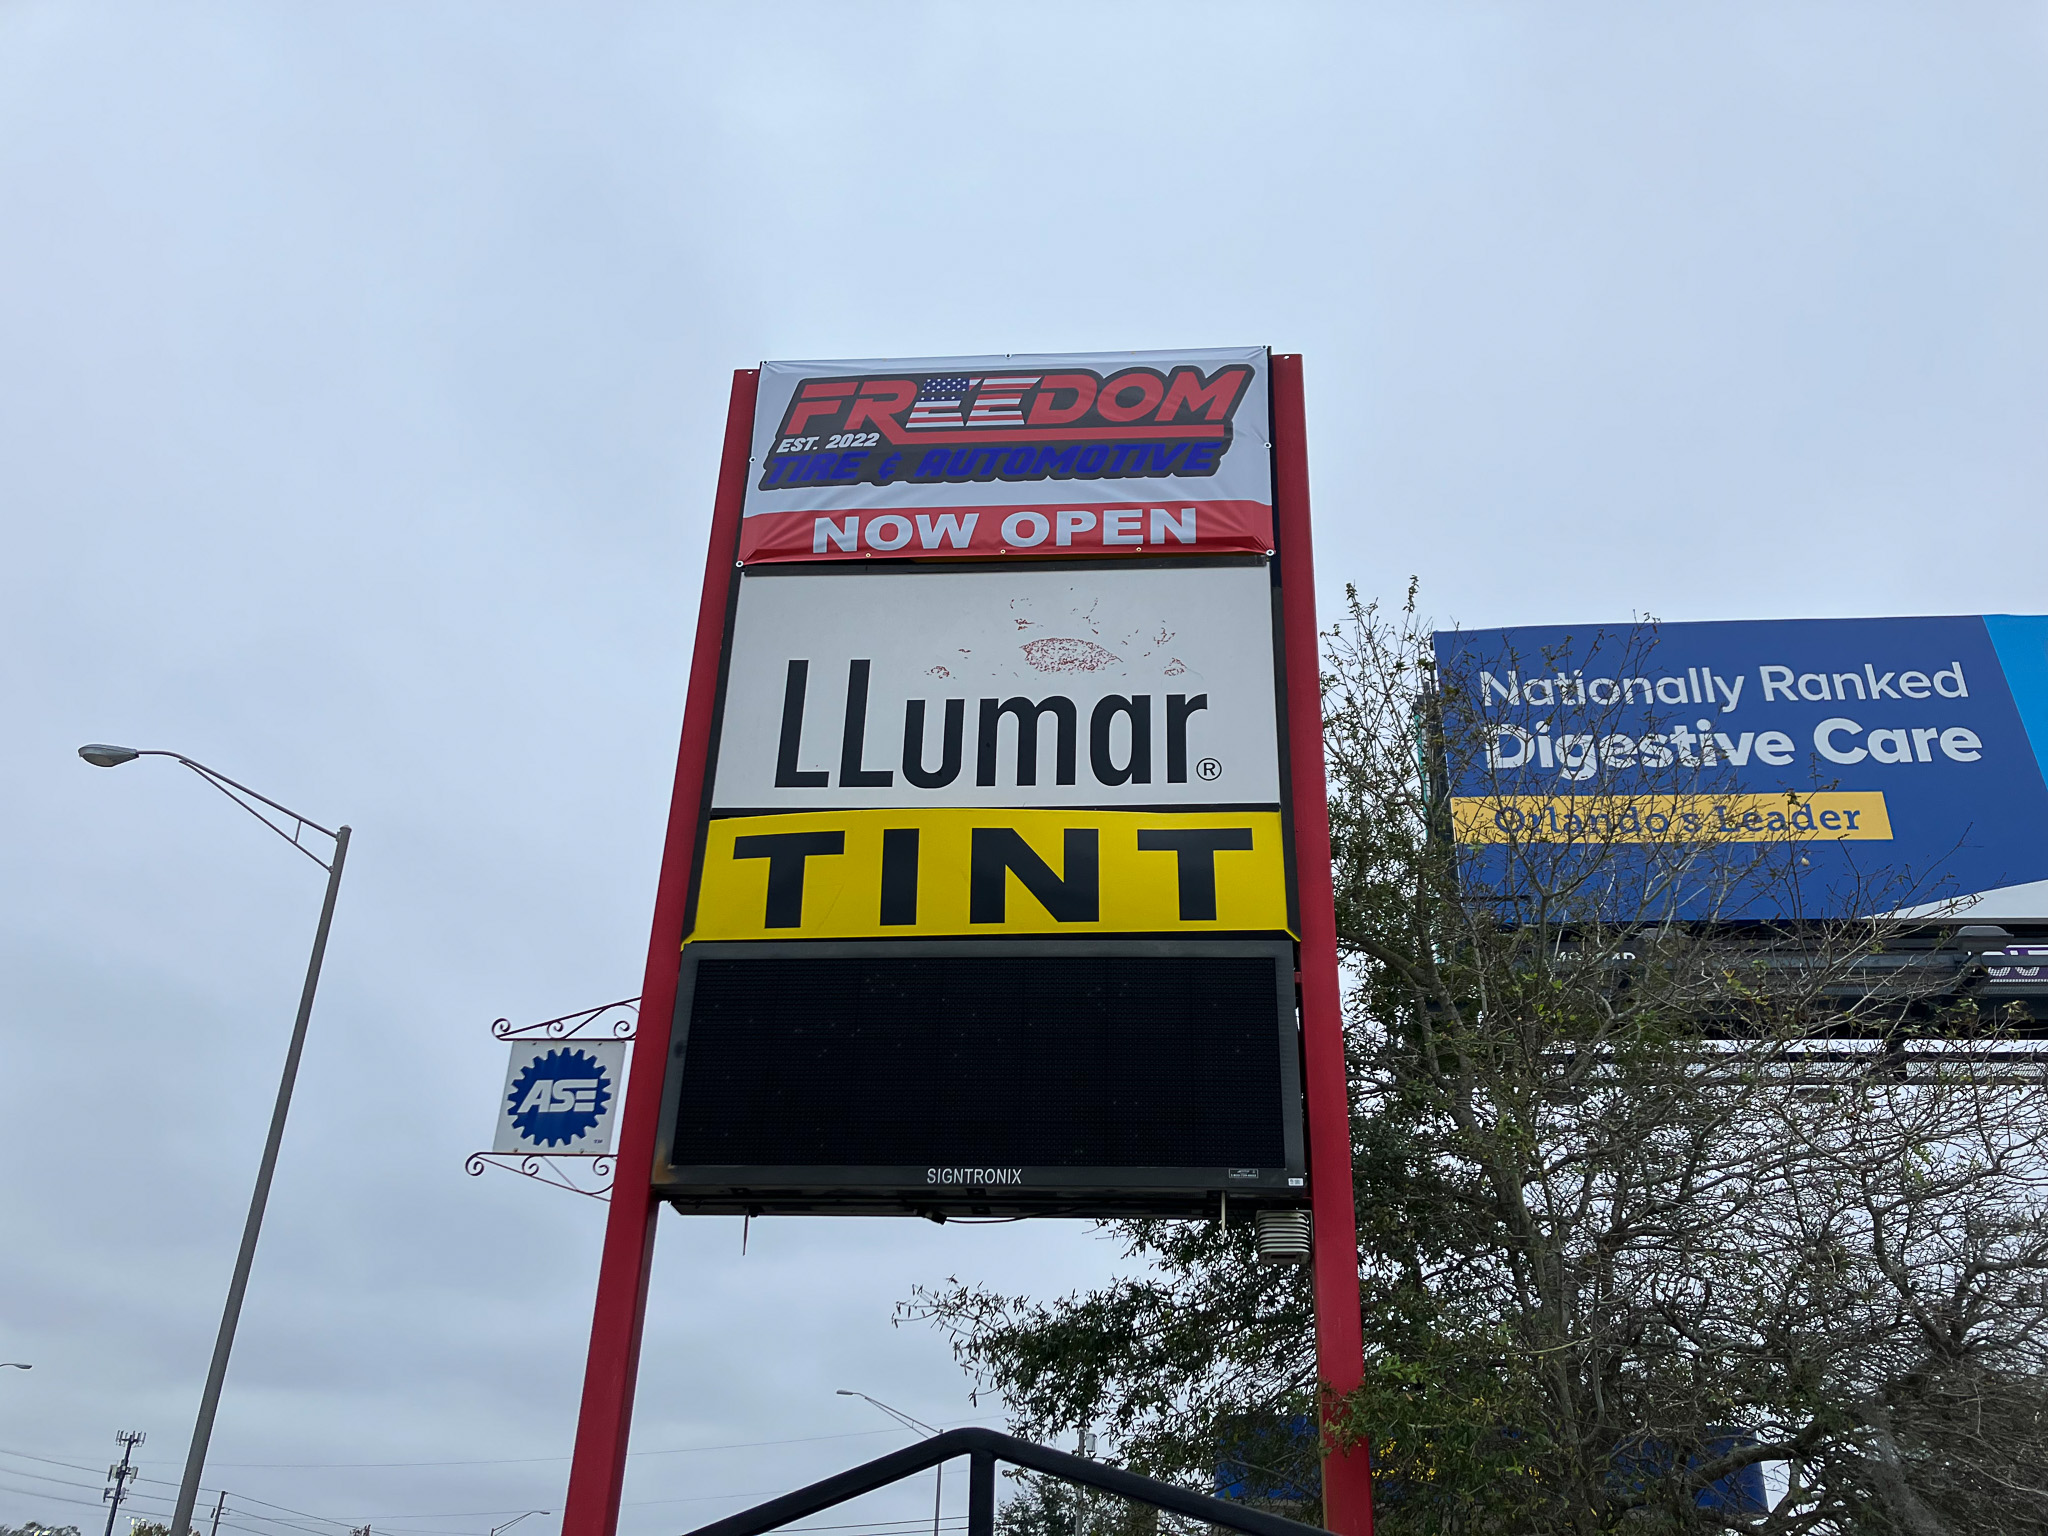 FREEDOM
EST. 2022
TIRE & AUTOMOTIVE
NOW OPEN
LLumar®
TINT
ASE
SIGNTRONIX
Nationally Ranked
Digestive Care
Orlando's Leader